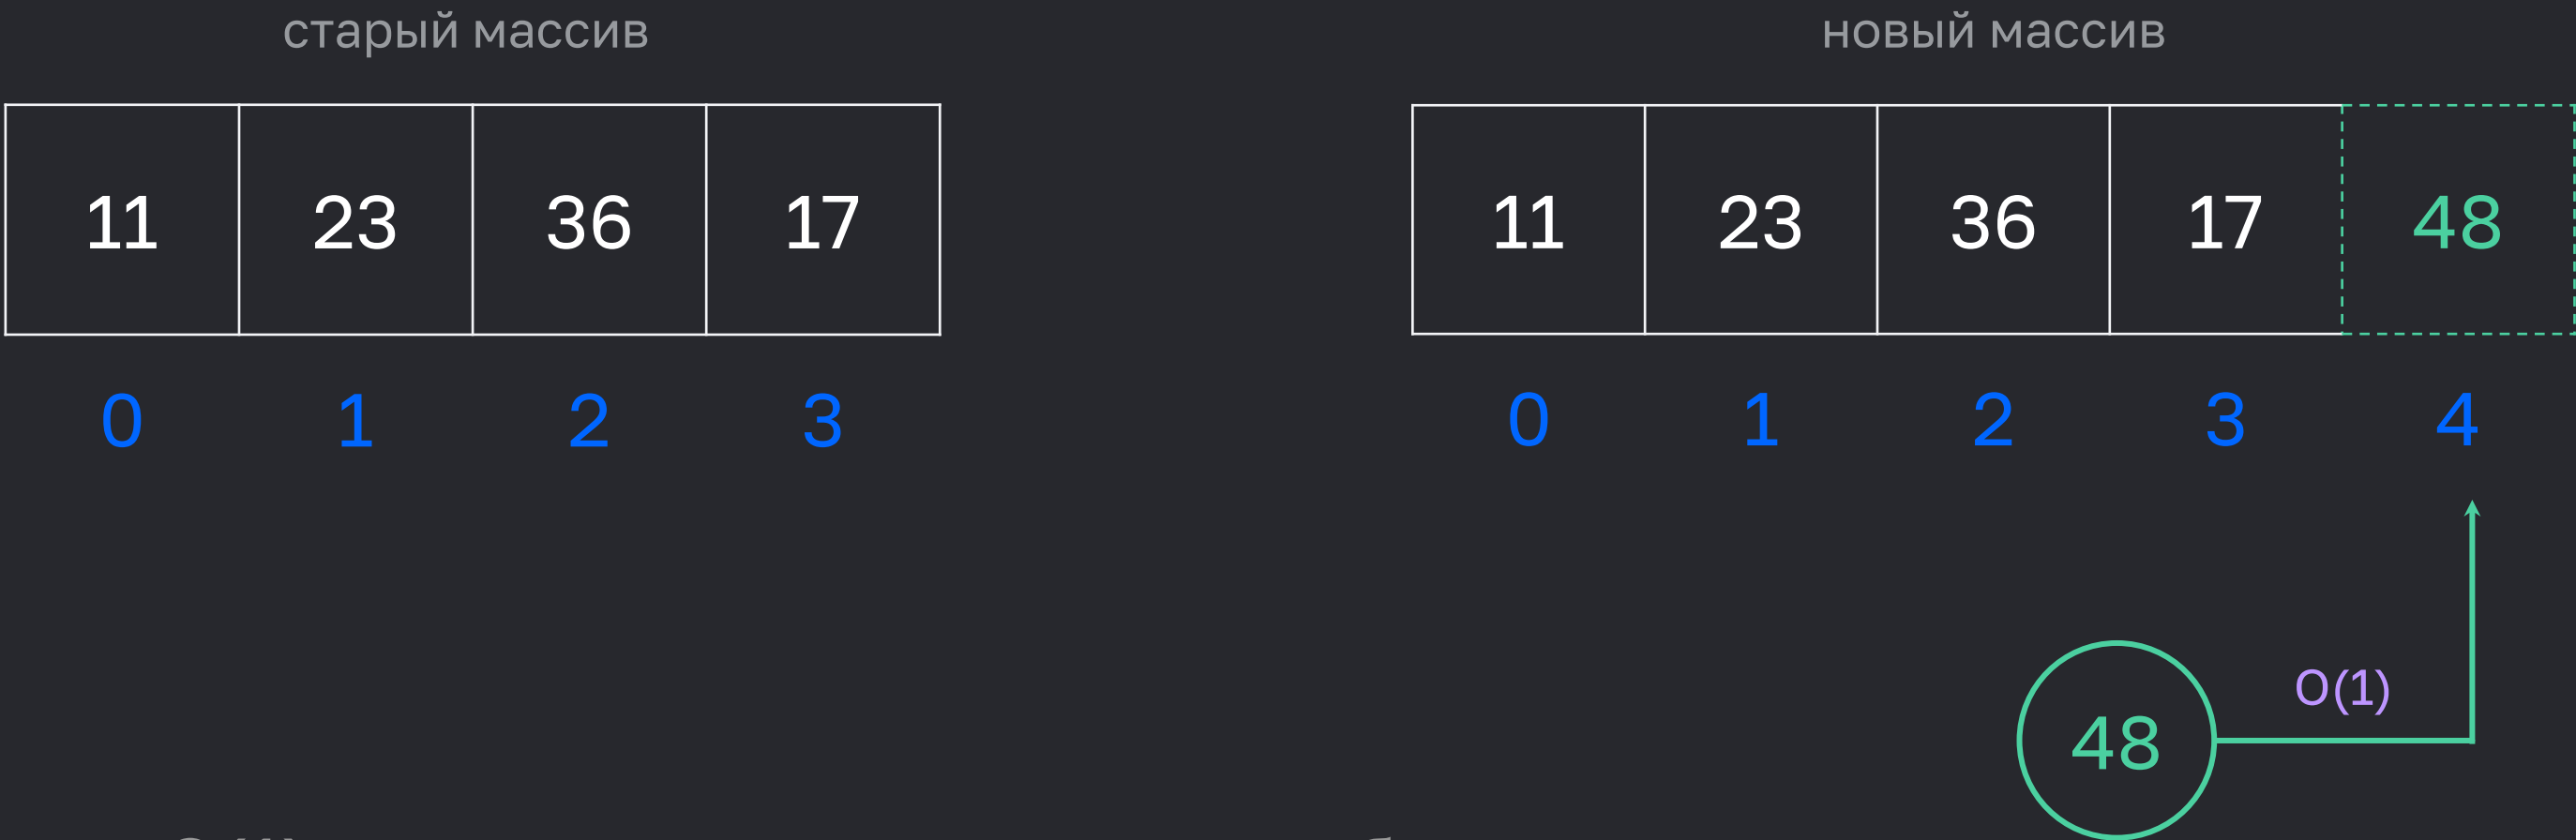 старый массив новый массив
11 23 36 17 11 23 36 17 48
0 1 2 3 0 1 2 3 4
O(1)
48